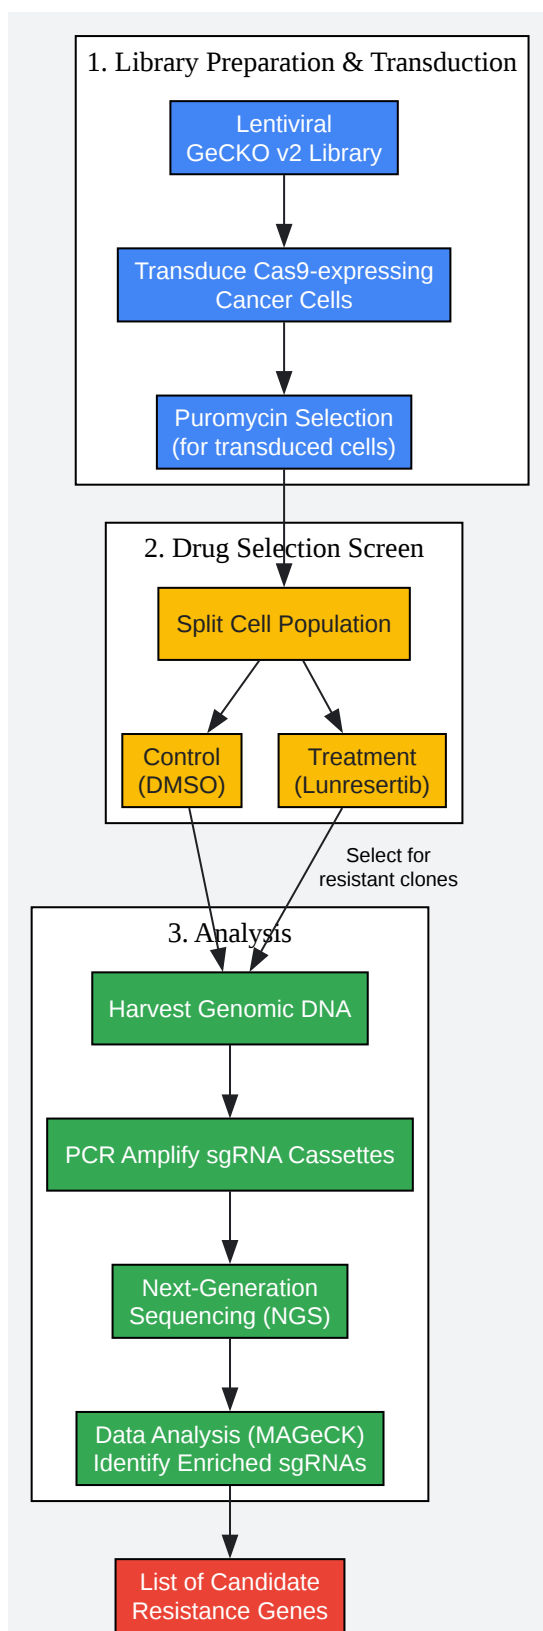 1. Library Preparation & Transduction
Lentiviral
GeCKO v2 Library
Transduce Cas9-expressing
Cancer Cells
Puromycin Selection
(for transduced cells)
2. Drug Selection Screen
Split Cell Population
Control
(DMSO)
Treatment
(Lunresertib)
Select for
resistant clones
3. Analysis
Harvest Genomic DNA
PCR Amplify sgRNA Cassettes
Next-Generation
Sequencing (NGS)
Data Analysis (MAGeCK)
Identify Enriched sgRNAs
List of Candidate
Resistance Genes